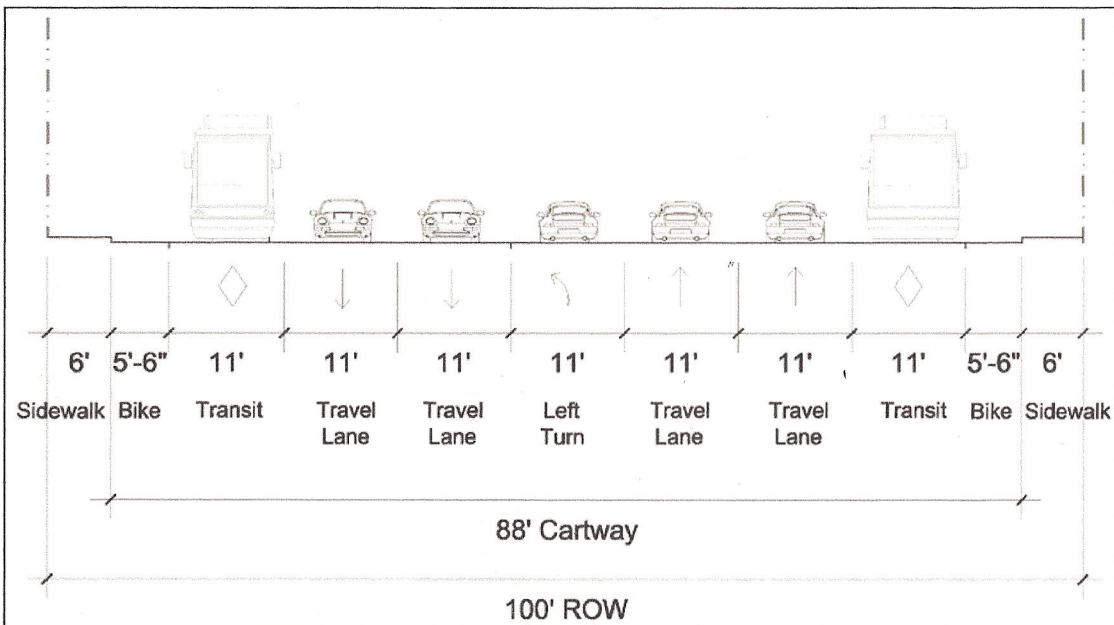 6' 5'-6" 11' 11' 11' 11' 11' 11' 11' 5'-6" 6'
Sidewalk Bike Transit Travel Lane Travel Lane Left Turn Travel Lane Travel Lane Transit Bike Sidewalk
88' Cartway
100' ROW